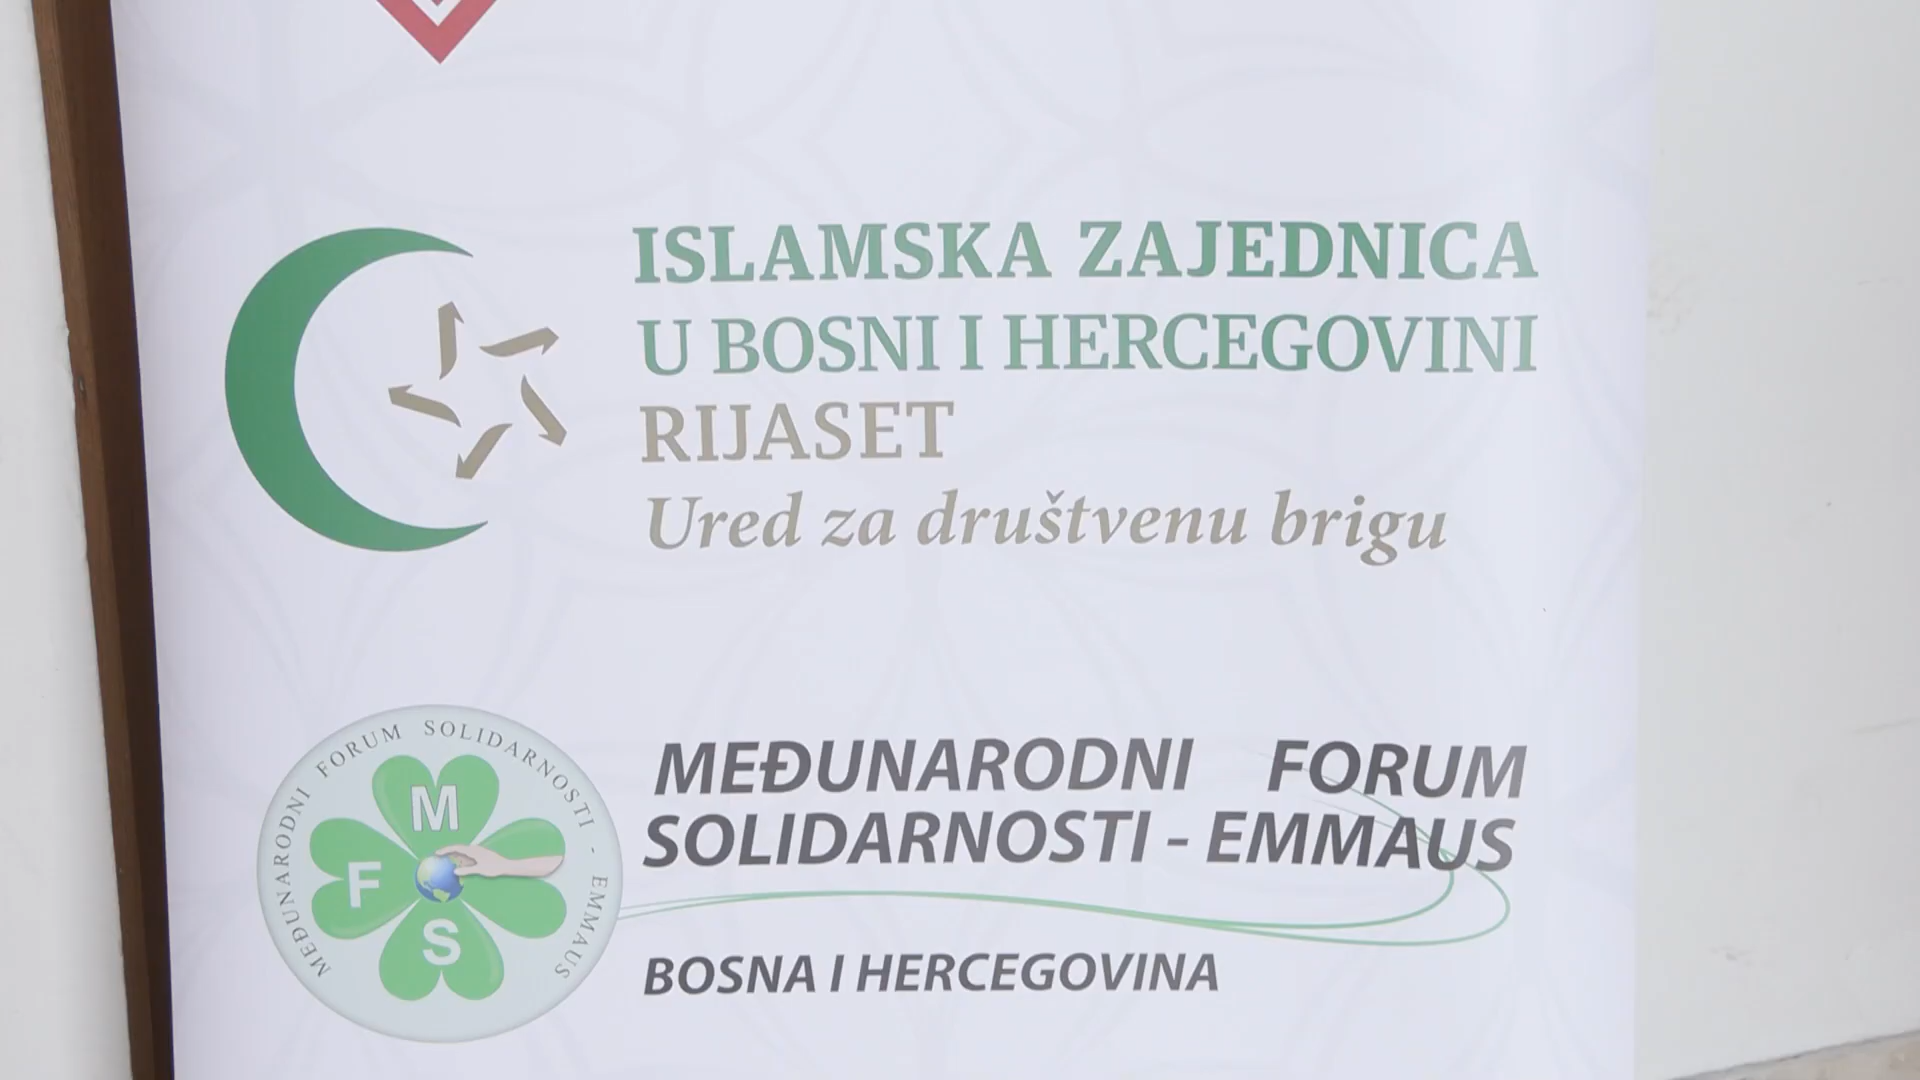 ISLAMSKA ZAJEDNICA
U BOSNI I HERCEGOVINI
RIJASET
Ured za društvenu brigu
MEĐUNARODNI FORUM SOLIDARNOSTI - EMMAUS
M
F
S
MEĐUNARODNI FORUM
SOLIDARNOSTI - EMMAUS
BOSNA I HERCEGOVINA